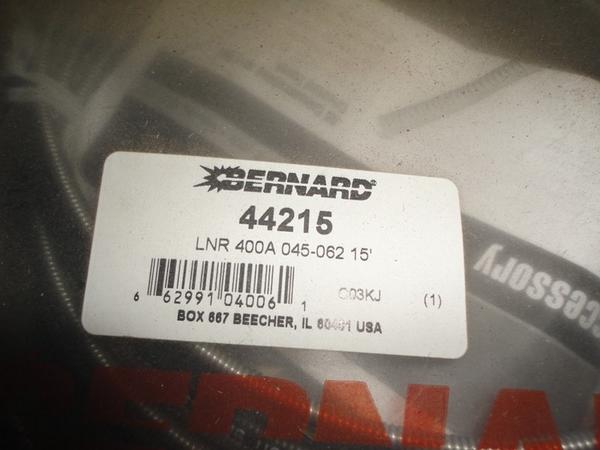 BERNARD®
44215
LNR 400A 045-062 15'
6 62991 04006 1
(1)
BOX 667 BEECHER, IL 60401 USA
ccessory
BERNAR